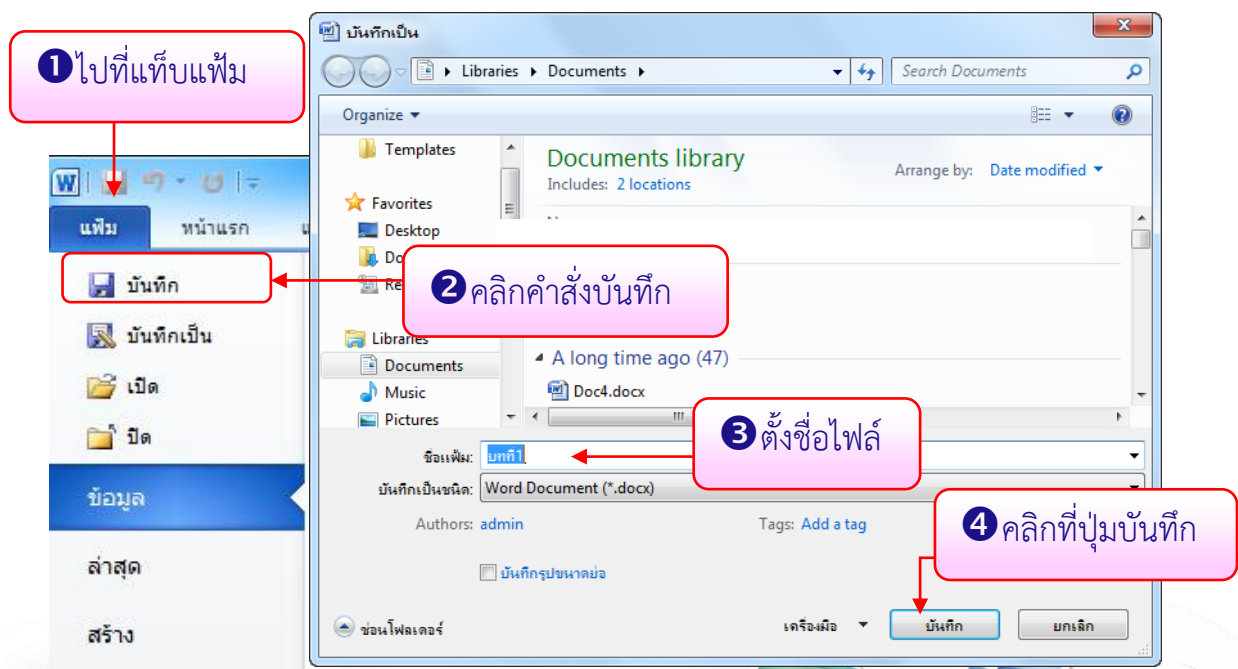 ❶ไปที่แท็บแฟ้ม
แฟ้ม
หน้าแรก
บันทึก
บันทึกเป็น
เปิด
ปิด
ข้อมูล
ล่าสุด
สร้าง
บันทึกเป็น
Libraries
Documents
Search Documents
Organize
Templates
Favorites
Desktop
Libraries
Documents
Music
Pictures
Documents library
Includes: 2 locations
Arrange by: Date modified
❷คลิกคำสั่งบันทึก
A long time ago (47)
Doc4.docx
❸ตั้งชื่อไฟล์
ชื่อแฟ้ม: บทที่1
บันทึกเป็นชนิด: Word Document (*.docx)
Authors: admin
Tags: Add a tag
❹คลิกที่ปุ่มบันทึก
บันทึกรูปขนาดย่อ
ซ่อนโฟลเดอร์
เครื่องมือ
บันทึก
ยกเลิก